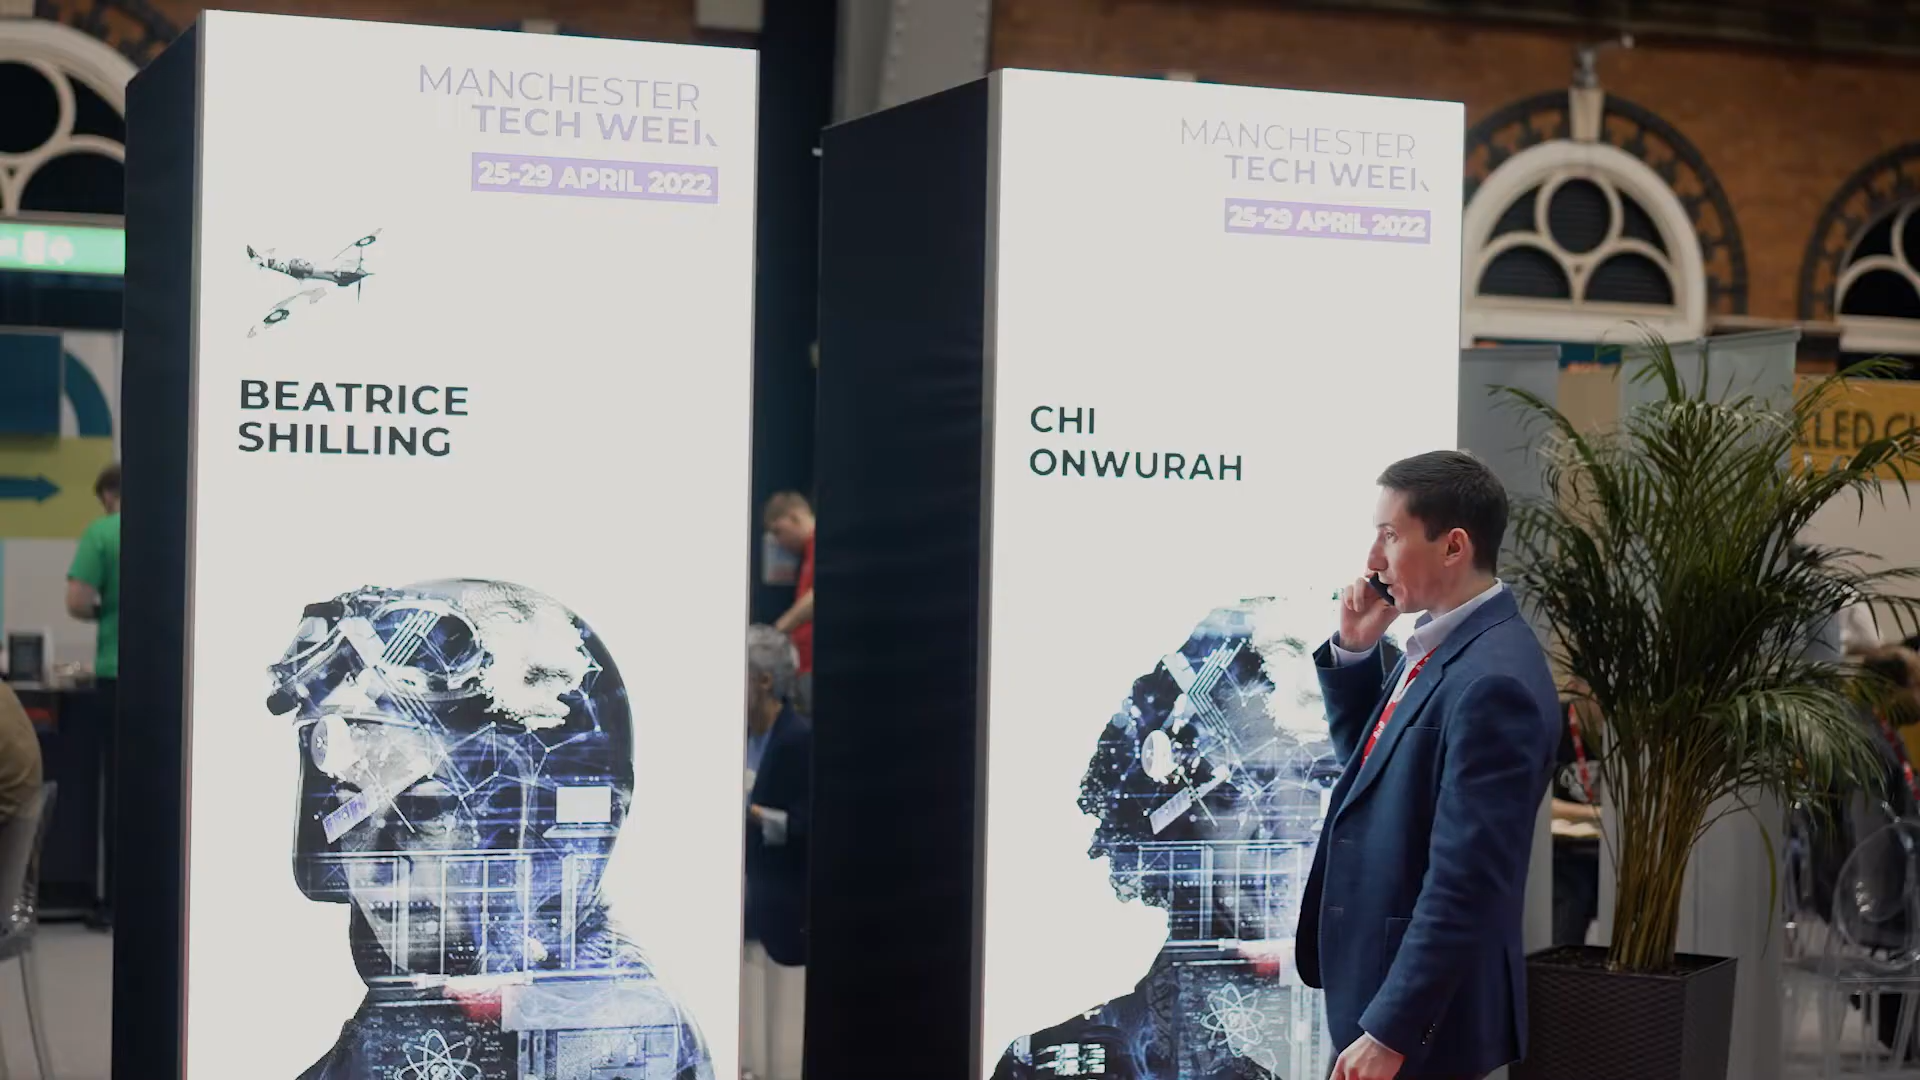 MANCHESTER
TECH WEEK
25-29 APRIL 2022
BEATRICE
SHILLING
MANCHESTER
TECH WEEK
25-29 APRIL 2022
CHI
ONWURAH